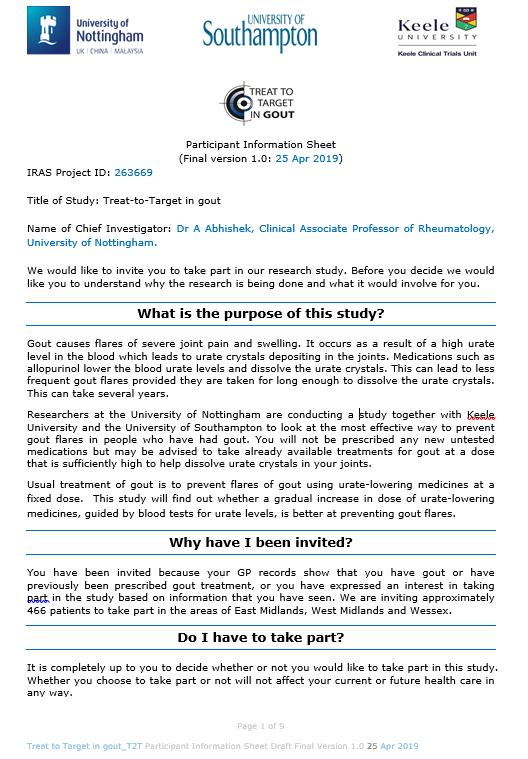 University of
Nottingham
UK | CHINA | MALAYSIA
UNIVERSITY OF
Southampton
Keele
UNIVERSITY
Keele Clinical Trials Unit
TREAT TO
TARGET
IN GOUT
Participant Information Sheet
(Final version 1.0: 25 Apr 2019)
IRAS Project ID: 263669
Title of Study: Treat-to-Target in gout
Name of Chief Investigator: Dr A Abhishek, Clinical Associate Professor of Rheumatology,
University of Nottingham.
We would like to invite you to take part in our research study. Before you decide we would
like you to understand why the research is being done and what it would involve for you.
What is the purpose of this study?
Gout causes flares of severe joint pain and swelling. It occurs as a result of a high urate
level in the blood which leads to urate crystals depositing in the joints. Medications such as
allopurinol lower the blood urate levels and dissolve the urate crystals. This can lead to less
frequent gout flares provided they are taken for long enough to dissolve the urate crystals.
This can take several years.
Researchers at the University of Nottingham are conducting a study together with Keele
University and the University of Southampton to look at the most effective way to prevent
gout flares in people who have had gout. You will not be prescribed any new untested
medications but may be advised to take already available treatments for gout at a dose
that is sufficiently high to help dissolve urate crystals in your joints.
Usual treatment of gout is to prevent flares of gout using urate-lowering medicines at a
fixed dose. This study will find out whether a gradual increase in dose of urate-lowering
medicines, guided by blood tests for urate levels, is better at preventing gout flares.
Why have I been invited?
You have been invited because your GP records show that you have gout or have
previously been prescribed gout treatment, or you have expressed an interest in taking
part in the study based on information that you have seen. We are inviting approximately
466 patients to take part in the areas of East Midlands, West Midlands and Wessex.
Do I have to take part?
It is completely up to you to decide whether or not you would like to take part in this study.
Whether you choose to take part or not will not affect your current or future health care in
any way.
Page 1 of 9
Treat to Target in gout_T2T Participant Information Sheet Draft Final Version 1.0 25 Apr 2019